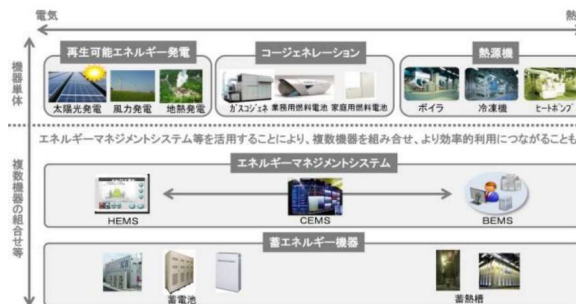 電気
熱
機器単体
再生可能エネルギー発電
コージェネレーション
熱源機
太陽光発電 風力発電 地熱発電
ガスコジェネ 業務用燃料電池 家庭用燃料電池
ボイラ 冷凍機 ヒートポンプ
エネルギーマネジメントシステム等を活用することにより、複数機器を組み合せ、より効率的利用につながることも
複数機器の組合せ等
エネルギーマネジメントシステム
HEMS
CEMS
BEMS
蓄エネルギー機器
蓄電池
蓄熱槽